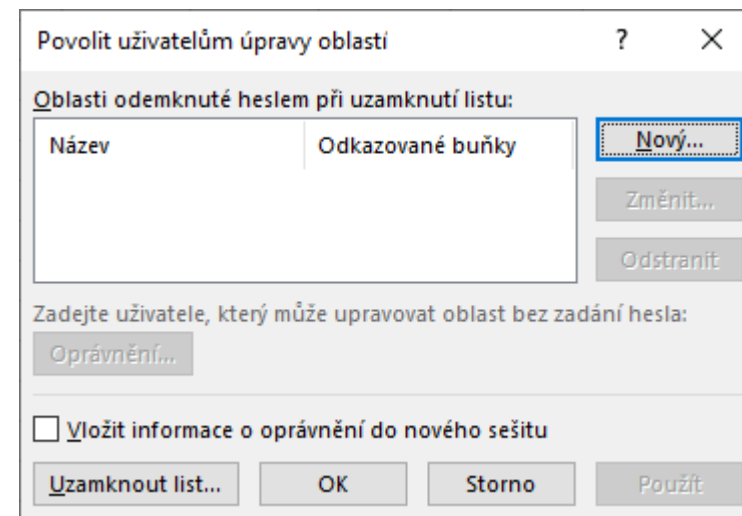 Povolit uživatelům úpravy oblastí ?
Oblasti odemknuté heslem při uzamknutí listu:
Název Odkazované buňky
Nový...
Změnit...
Odstranit
Zadejte uživatele, který může upravovat oblast bez zadání hesla:
Oprávnění...
Vložit informace o oprávnění do nového sešitu
Uzamknout list... OK Storno Použít